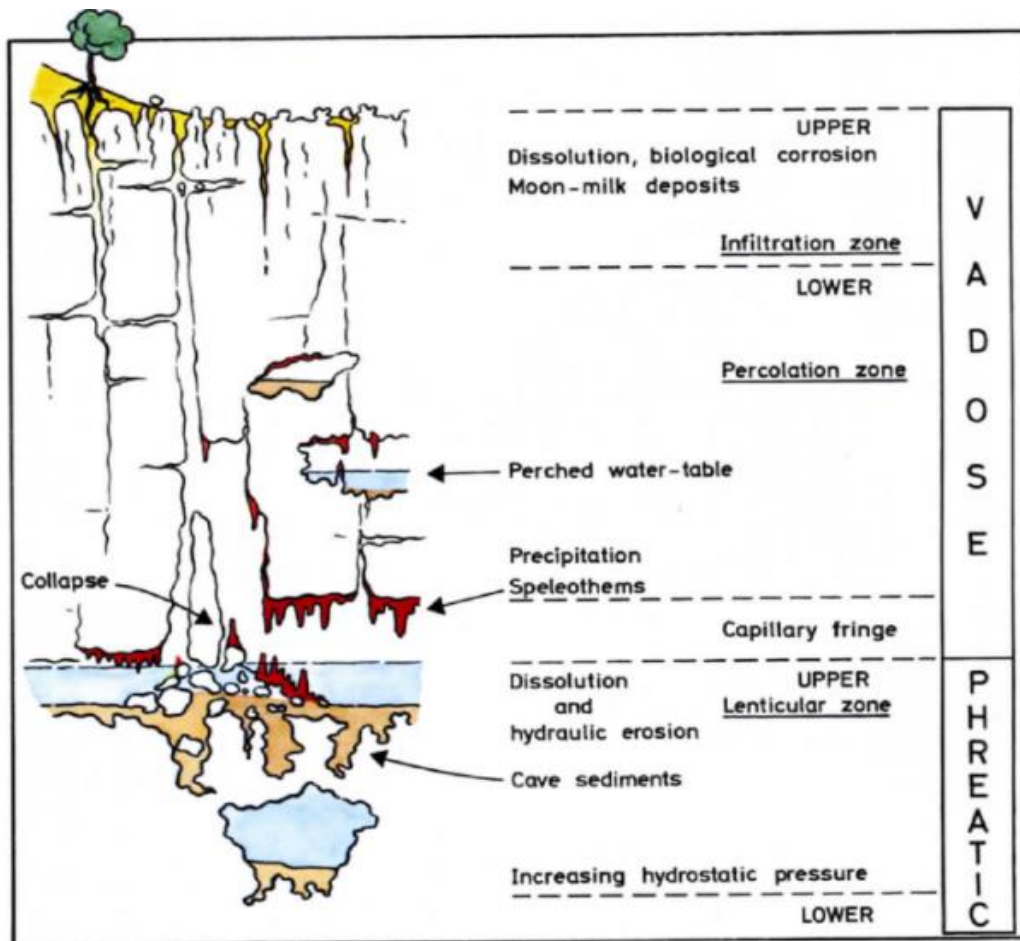 UPPER
Dissolution, biological corrosion
Moon-milk deposits
Infiltration zone
LOWER
Percolation zone
Perched water-table
Precipitation
Speleothems
Collapse
Capillary fringe
Dissolution
and
hydraulic erosion
UPPER
Lenticular zone
Cave sediments
Increasing hydrostatic pressure
LOWER
VADOSE
PHREATIC